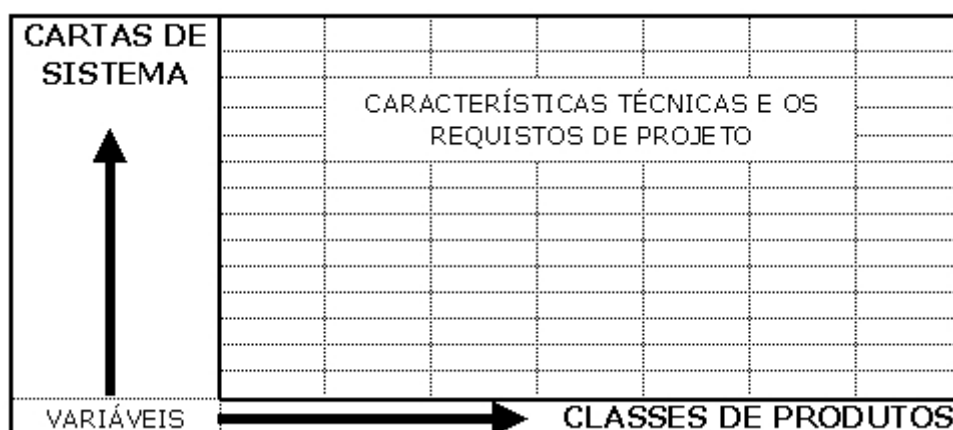 CARTAS DE
SISTEMA
CARACTERÍSTICAS TÉCNICAS E OS
REQUISTOS DE PROJETO
VARIÁVEIS
CLASSES DE PRODUTOS